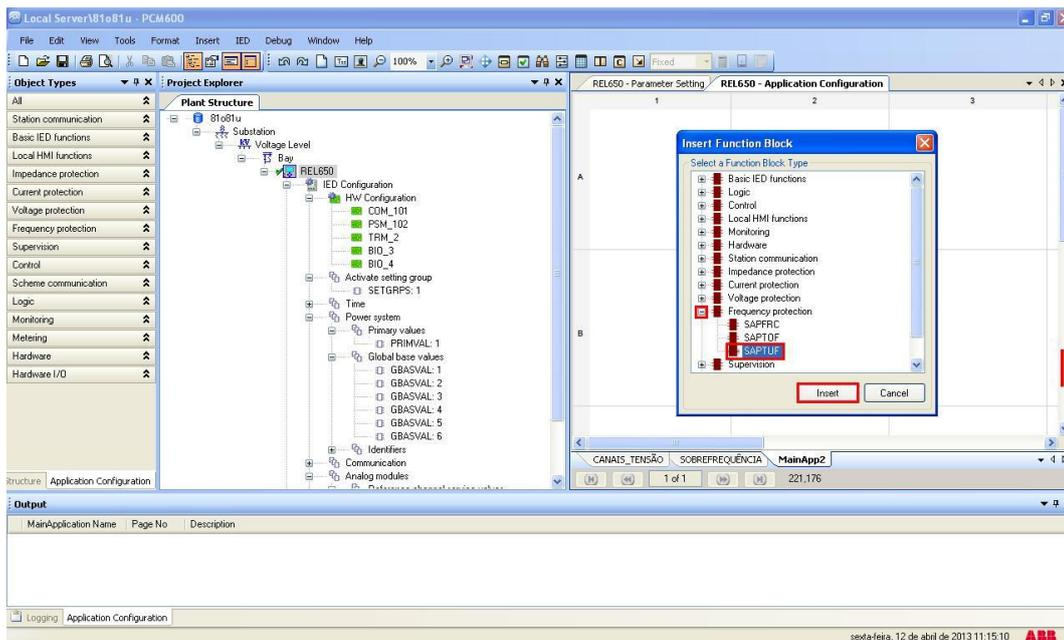 Local Server\81o81u - PCM600
File Edit View Tools Format Insert IED Debug Window Help
100%
Fixed
Object Types
All
Station communication
Basic IED functions
Local HMI functions
Impedance protection
Current protection
Voltage protection
Frequency protection
Supervision
Control
Scheme communication
Logic
Monitoring
Metering
Hardware
Hardware I/O
Structure Application Configuration
Project Explorer
Plant Structure
81o81u
Substation
Voltage Level
Bay
REL650
IED Configuration
HW Configuration
COM_101
PSM_102
TRM_2
BIO_3
BIO_4
Activate setting group
SETGRPS: 1
Time
Power system
Primary values
PRIMVAL: 1
Global base values
GBASVAL: 1
GBASVAL: 2
GBASVAL: 3
GBASVAL: 4
GBASVAL: 5
GBASVAL: 6
Identifiers
Communication
Analog modules
Reference channel service values
REL650 - Parameter Setting REL650 - Application Configuration
1 2 3
A
B
Insert Function Block
Select a Function Block Type
Basic IED functions
Logic
Control
Local HMI functions
Monitoring
Hardware
Station communication
Impedance protection
Current protection
Voltage protection
Frequency protection
SAPFRC
SAPTOF
SAPTUF
Supervision
Insert Cancel
CANAIS_TENSÃO SOBREFREQUÊNCIA MainApp2
1 of 1 221,176
Output
MainApplication Name Page No Description
Logging Application Configuration
sexta-feira, 12 de abril de 2013 11:15:10 ABB